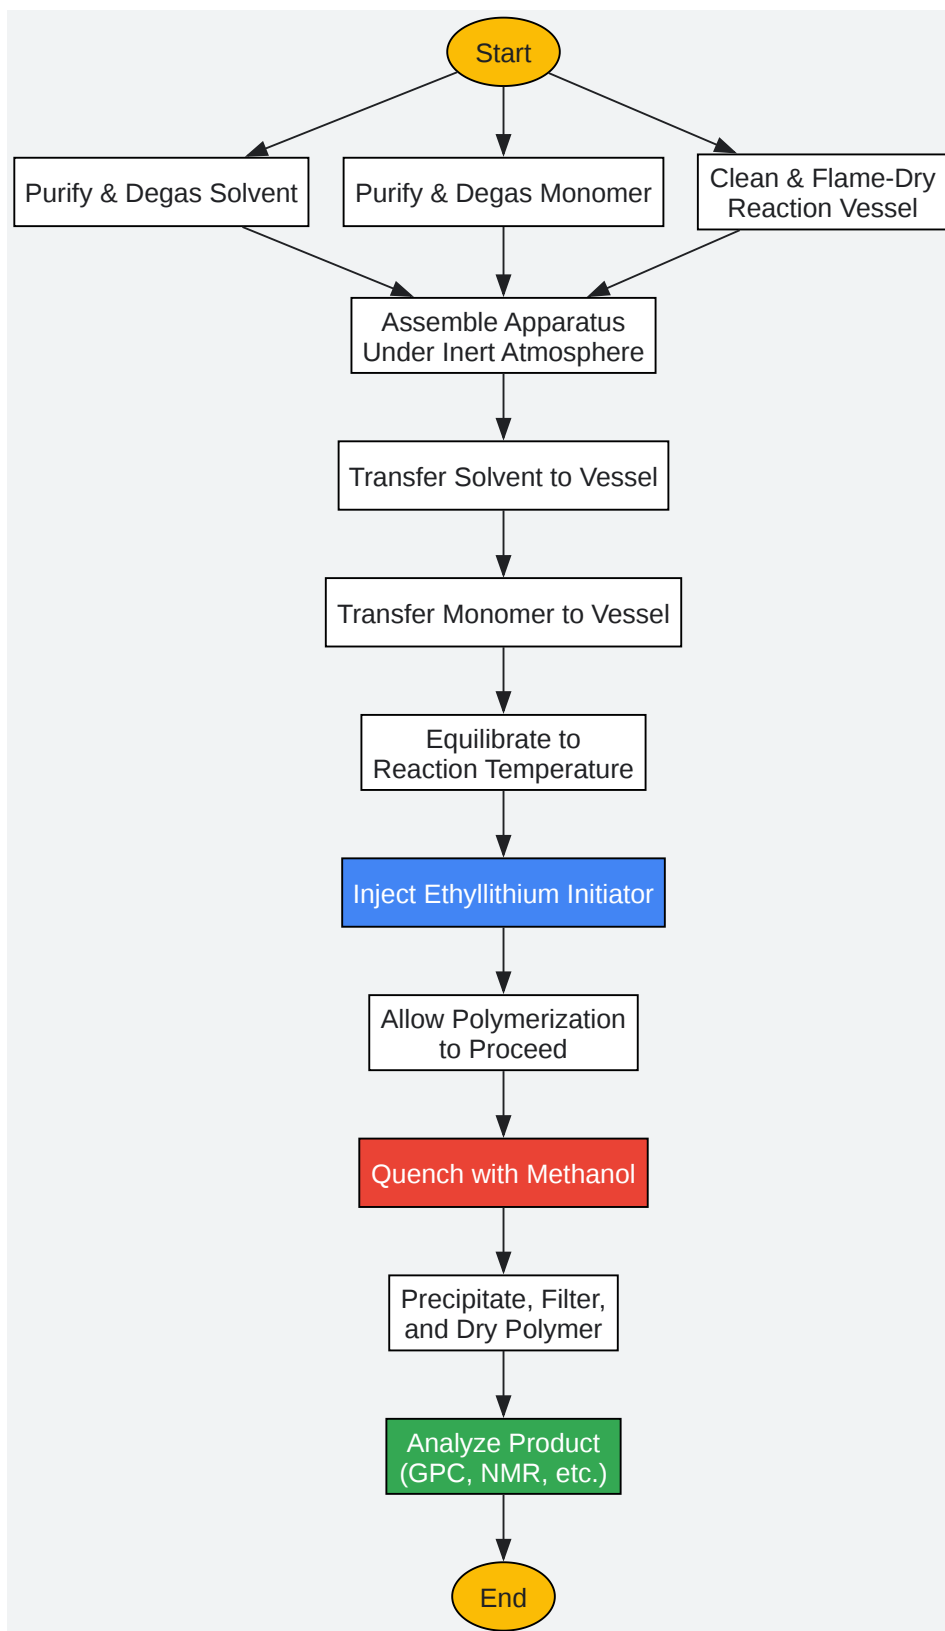 Start
Purify & Degas Solvent
Purify & Degas Monomer
Clean & Flame-Dry
Reaction Vessel
Assemble Apparatus
Under Inert Atmosphere
Transfer Solvent to Vessel
Transfer Monomer to Vessel
Equilibrate to
Reaction Temperature
Inject Ethyllithium Initiator
Allow Polymerization
to Proceed
Quench with Methanol
Precipitate, Filter,
and Dry Polymer
Analyze Product
(GPC, NMR, etc.)
End